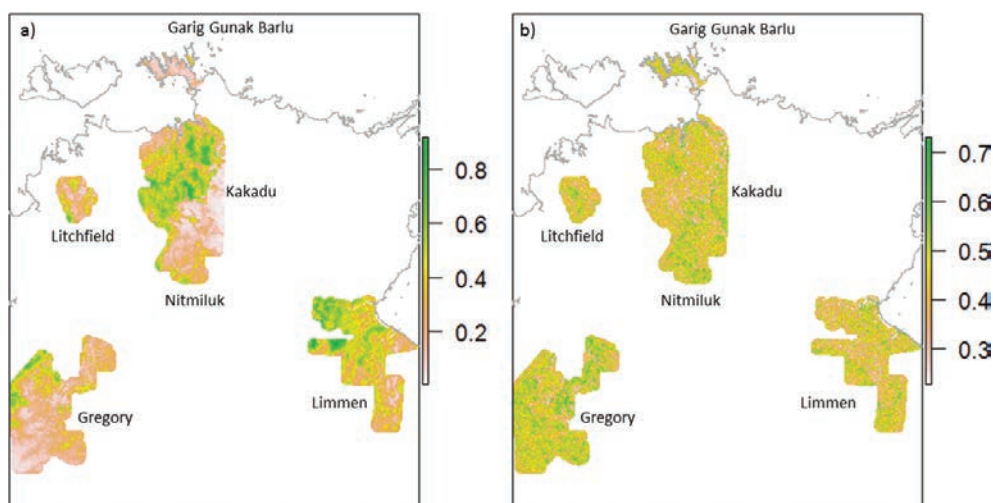 a)
Garig Gunak Barlu
Kakadu
Litchfield
Nitmiluk
Gregory
Limmen
0.8
0.6
0.4
0.2
b)
Garig Gunak Barlu
Kakadu
Litchfield
Nitmiluk
Gregory
Limmen
0.7
0.6
0.5
0.4
0.3